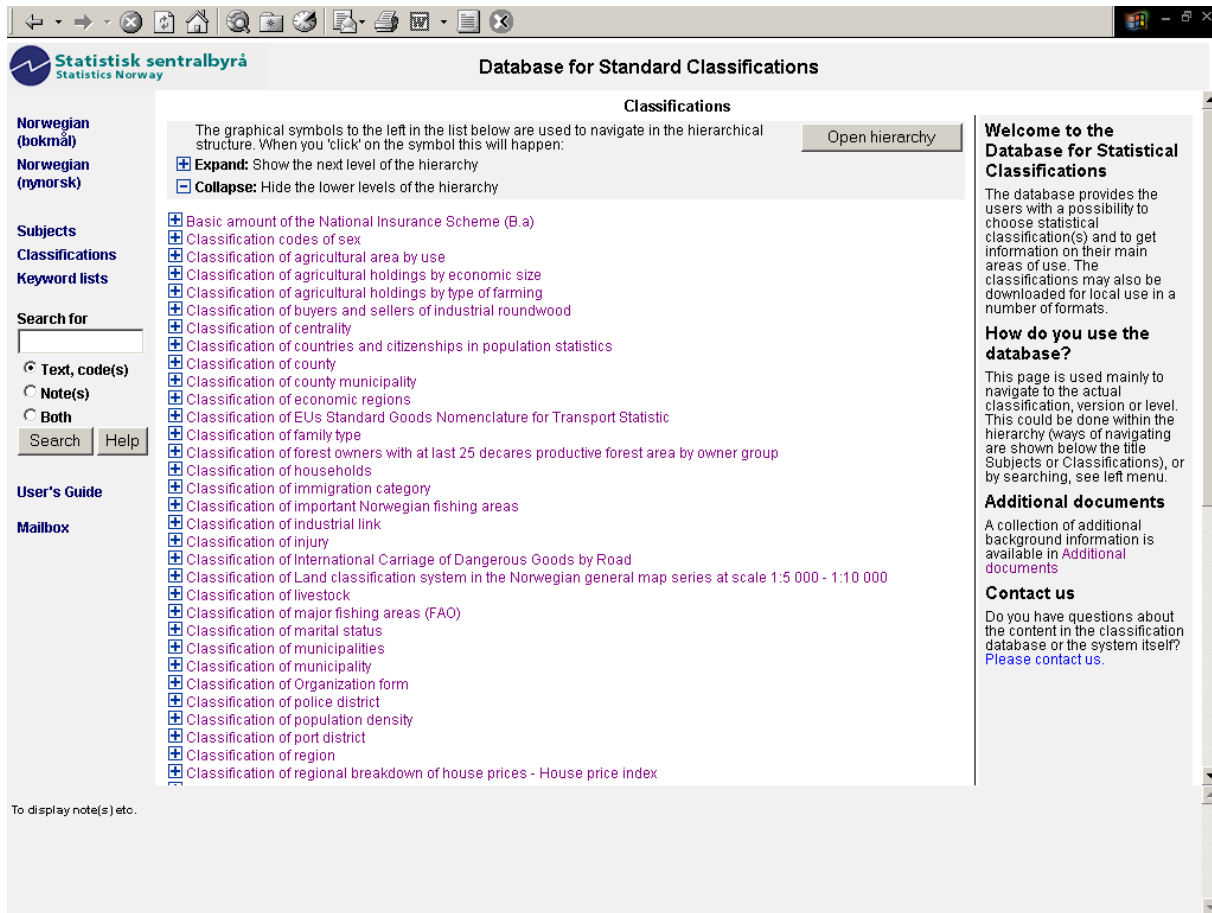 Statistisk sentralbyrå
Statistics Norway
Database for Standard Classifications
Norwegian
(bokmål)
Norwegian
(nynorsk)
Subjects
Classifications
Keyword lists
Search for
Text, code(s)
Note(s)
Both
Search Help
User's Guide
Mailbox
Classifications
The graphical symbols to the left in the list below are used to navigate in the hierarchical
structure. When you 'click' on the symbol this will happen:
Open hierarchy
Expand: Show the next level of the hierarchy
Collapse: Hide the lower levels of the hierarchy
Basic amount of the National Insurance Scheme (B.a)
Classification codes of sex
Classification of agricultural area by use
Classification of agricultural holdings by economic size
Classification of agricultural holdings by type of farming
Classification of buyers and sellers of industrial roundwood
Classification of centrality
Classification of countries and citizenships in population statistics
Classification of county
Classification of county municipality
Classification of economic regions
Classification of EUs Standard Goods Nomenclature for Transport Statistic
Classification of family type
Classification of forest owners with at last 25 decares productive forest area by owner group
Classification of households
Classification of immigration category
Classification of important Norwegian fishing areas
Classification of industrial link
Classification of injury
Classification of International Carriage of Dangerous Goods by Road
Classification of Land classification system in the Norwegian general map series at scale 1:5 000 - 1:10 000
Classification of livestock
Classification of major fishing areas (FAO)
Classification of marital status
Classification of municipalities
Classification of municipality
Classification of Organization form
Classification of police district
Classification of population density
Classification of port district
Classification of region
Classification of regional breakdown of house prices - House price index
Welcome to the
Database for Statistical
Classifications
The database provides the
users with a possibility to
choose statistical
classification(s) and to get
information on their main
areas of use. The
classifications may also be
downloaded for local use in a
number of formats.
How do you use the
database?
This page is used mainly to
navigate to the actual
classification, version or level.
This could be done within the
hierarchy (ways of navigating
are shown below the title
Subjects or Classifications), or
by searching, see left menu.
Additional documents
A collection of additional
background information is
available in Additional
documents
Contact us
Do you have questions about
the content in the classification
database or the system itself?
Please contact us.
To display note(s) etc.